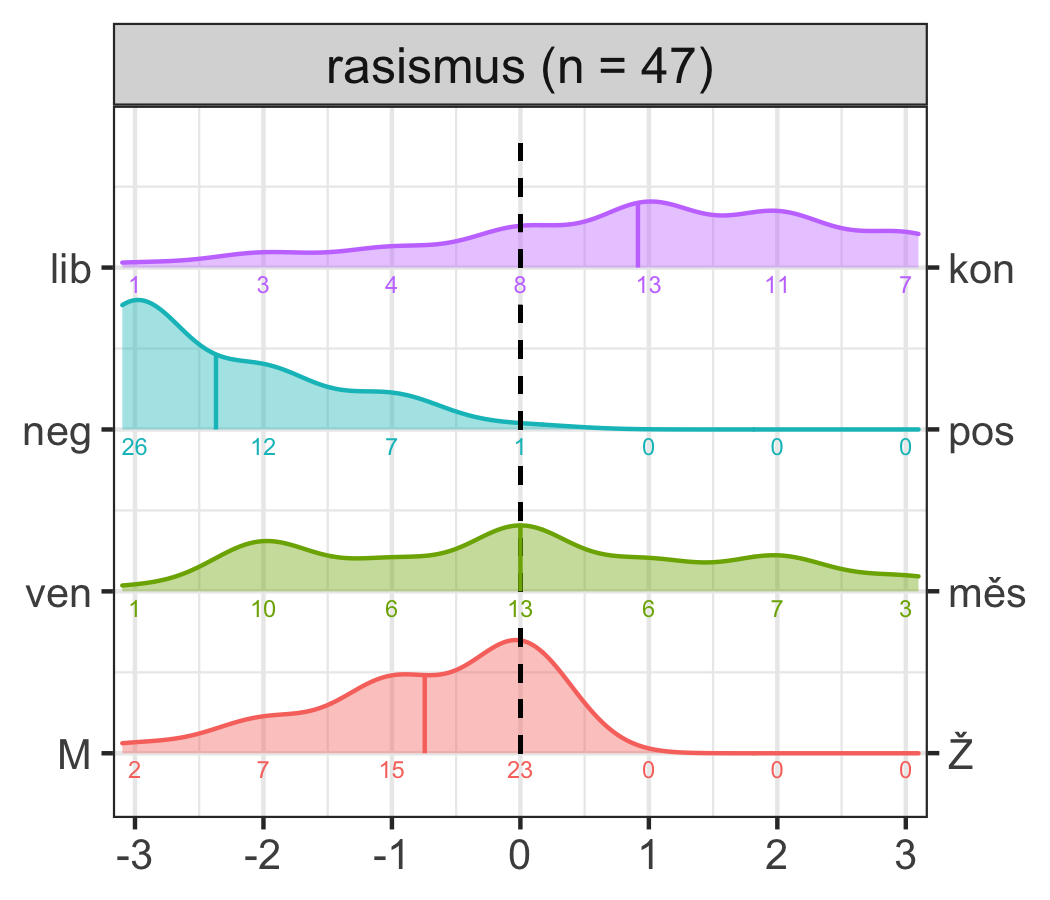 rasismus (n = 47)
lib kon
1 3 4 8 13 11 7
neg pos
26 12 7 1 0 0 0
ven měs
1 10 6 13 6 7 3
M Ž
2 7 15 23 0 0 0
-3 -2 -1 0 1 2 3